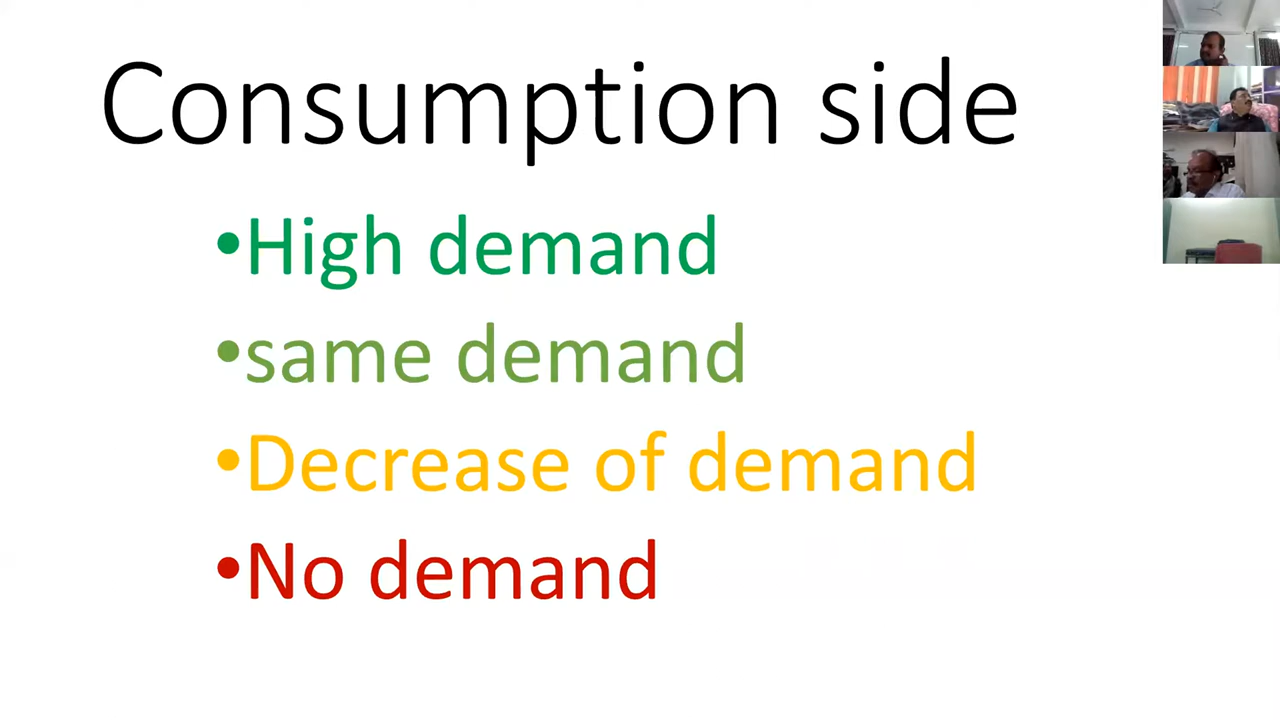 Consumption side
•High demand
•same demand
•Decrease of demand
•No demand